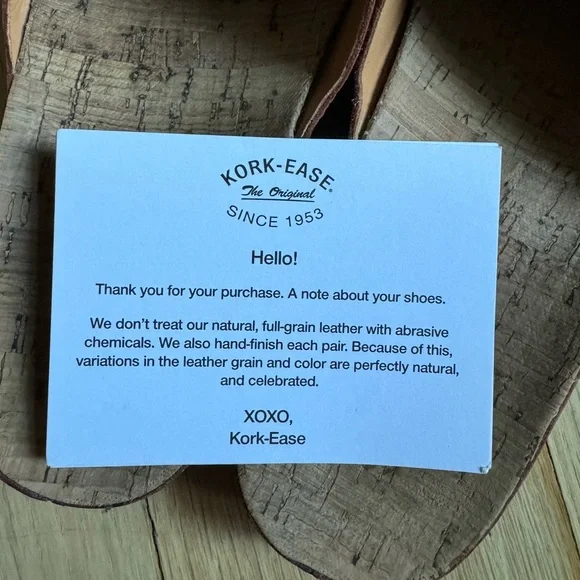 KORK-EASE®
The Original
SINCE 1953
Hello!
Thank you for your purchase. A note about your shoes.
We don't treat our natural, full-grain leather with abrasive
chemicals. We also hand-finish each pair. Because of this,
variations in the leather grain and color are perfectly natural,
and celebrated.
XOXO,
Kork-Ease